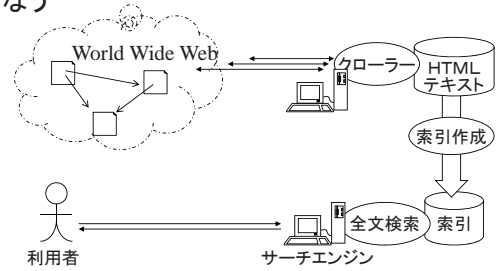 なう
World Wide Web
クローラー
HTML
テキスト
索引作成
全文検索
索引
利用者
サーチエンジン